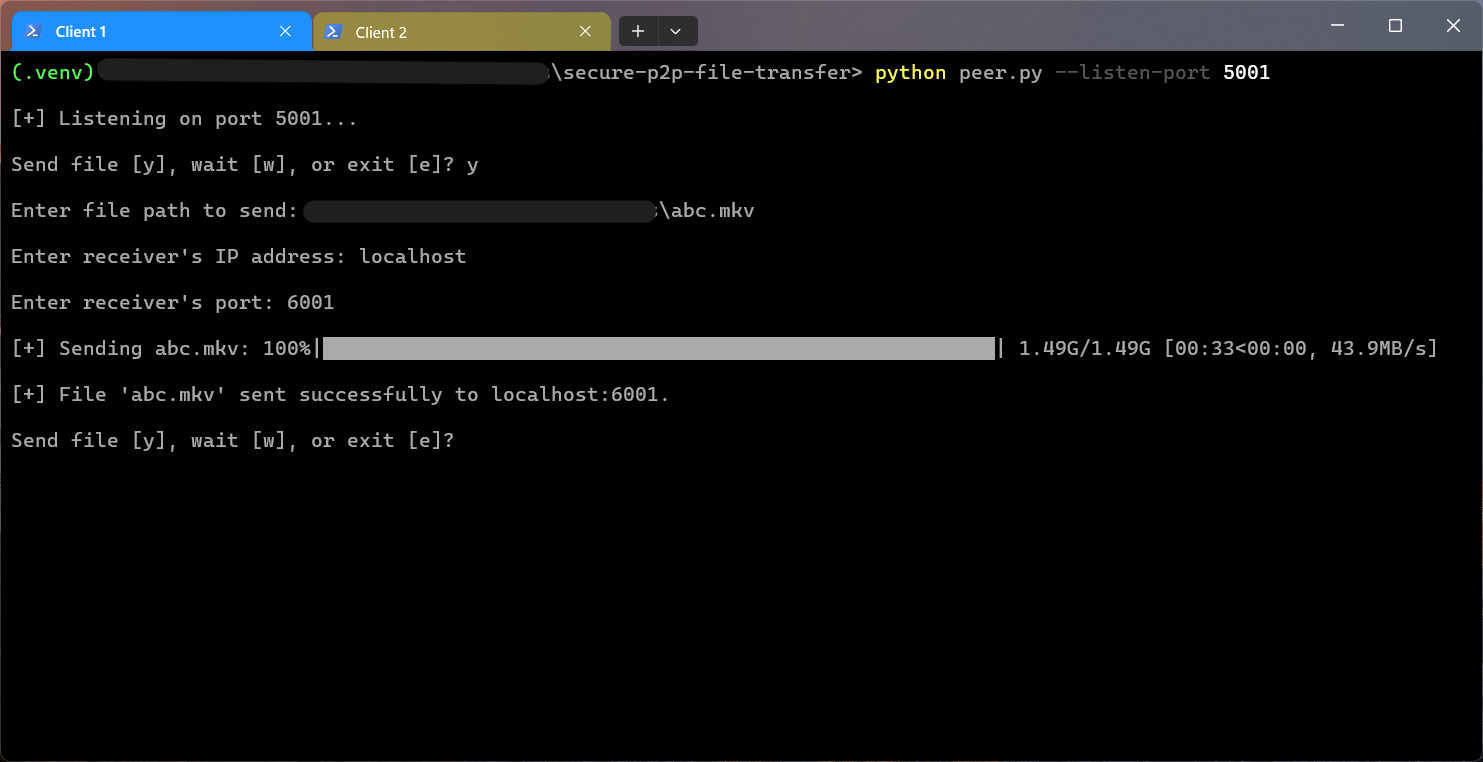 Client 1
Client 2
(.venv) \secure-p2p-file-transfer> python peer.py --listen-port 5001
[+] Listening on port 5001...
Send file [y], wait [w], or exit [e]? y
Enter file path to send: \abc.mkv
Enter receiver's IP address: localhost
Enter receiver's port: 6001
[+] Sending abc.mkv: 100%| | 1.49G/1.49G [00:33<00:00, 43.9MB/s]
[+] File 'abc.mkv' sent successfully to localhost:6001.
Send file [y], wait [w], or exit [e]?